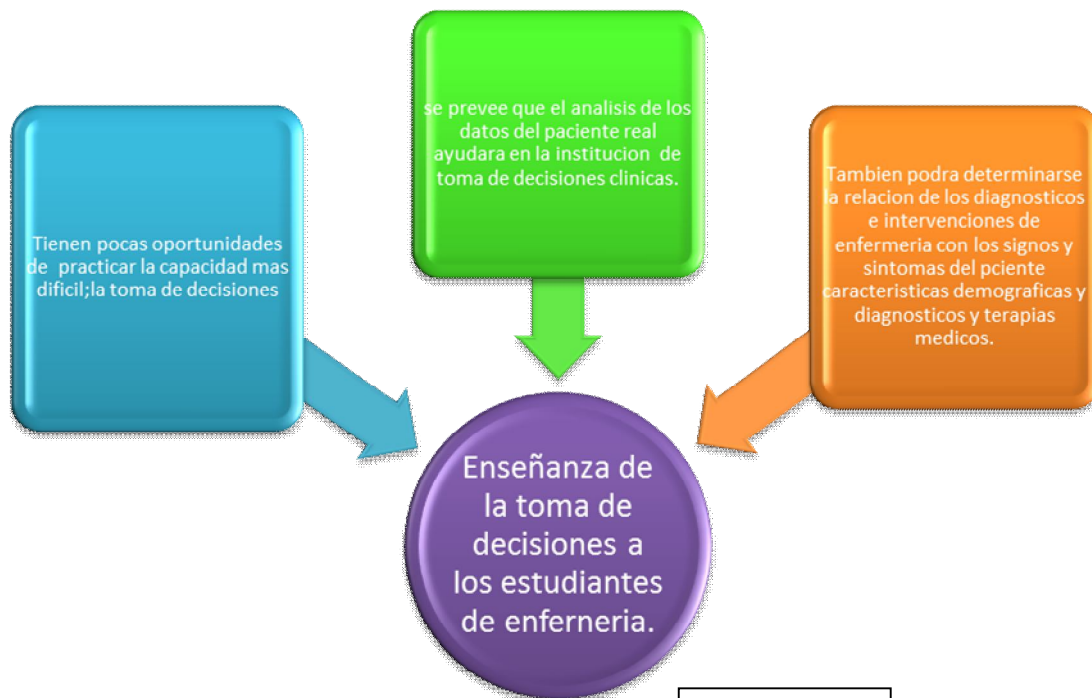 Tienen pocas oportunidades
de practicar la capacidad mas
dificil;la toma de decisiones
se prevee que el analisis de los
datos del paciente real
ayudara en la institucion de
toma de decisiones clinicas.
Tambien podra determinarse
la relacion de los diagnosticos
e intervenciones de
enfermeria con los signos y
sintomas del pciente
caracteristicas demograficas y
diagnosticos y terapias
medicos.
Enseñanza de
la toma de
decisiones a
los estudiantes
de enferneria.